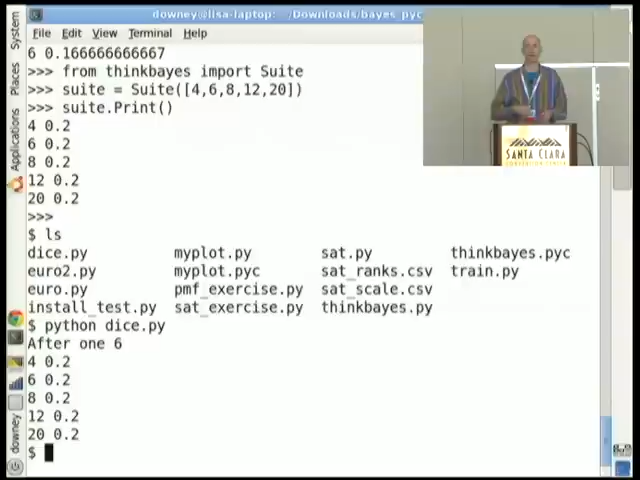 downey@lisa-laptop: ~/Downloads/bayes_pyc
File Edit View Terminal Help
6 0.166666666667
>>> from thinkbayes import Suite
>>> suite = Suite([4,6,8,12,20])
>>> suite.Print()
4 0.2
6 0.2
8 0.2
12 0.2
20 0.2
>>>
$ ls
dice.py myplot.py sat.py thinkbayes.pyc
euro2.py myplot.pyc sat_ranks.csv train.py
euro.py pmf_exercise.py sat_scale.csv
install_test.py sat_exercise.py thinkbayes.py
$ python dice.py
After one 6
4 0.2
6 0.2
8 0.2
12 0.2
20 0.2
$
System
Places
Applications
downey
SANTA CLARA
CONVENTION CENTER